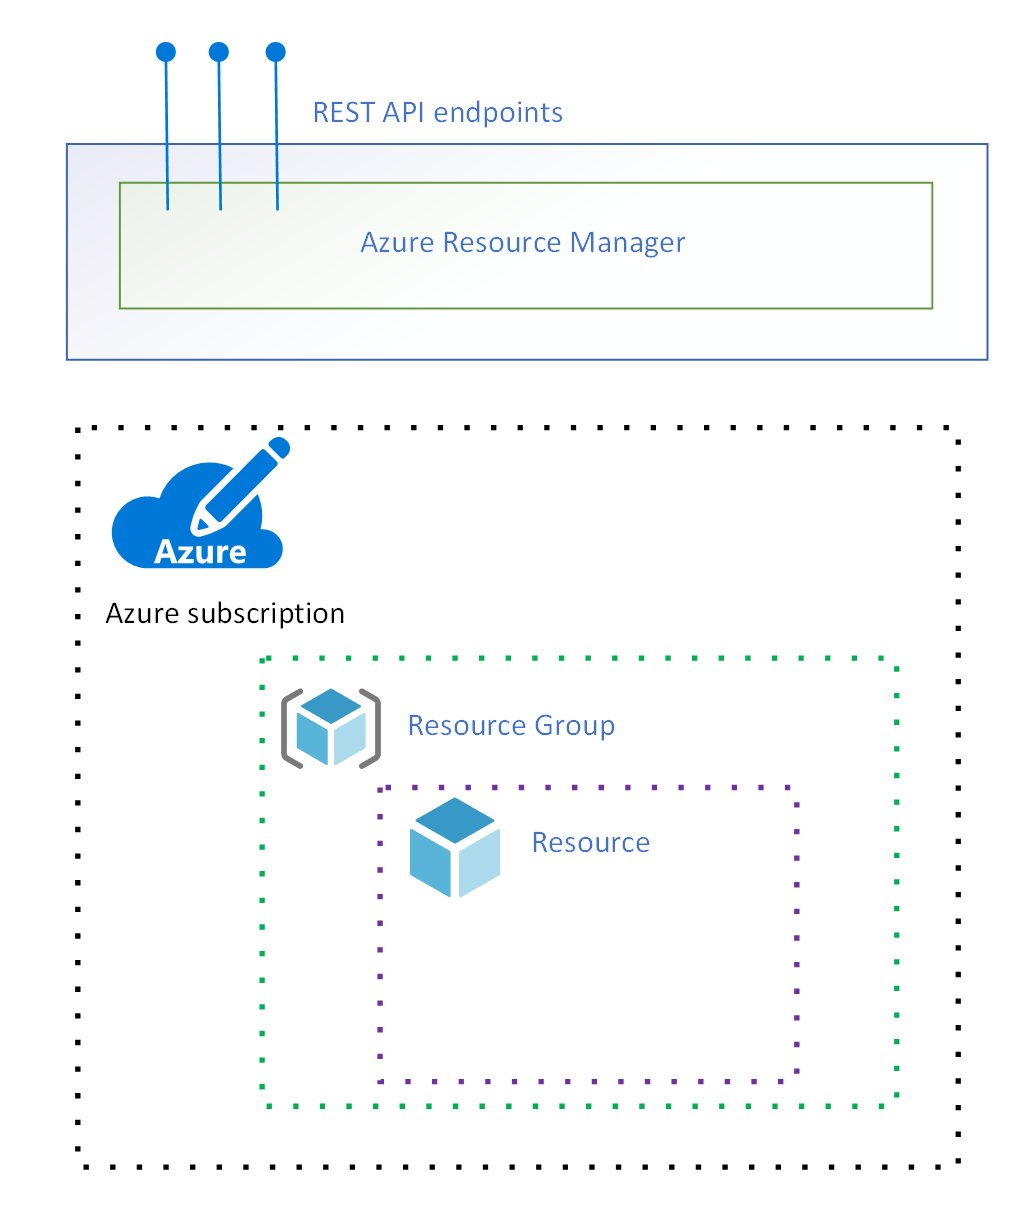 REST API endpoints
Azure Resource Manager
Azure
Azure subscription
Resource Group
Resource